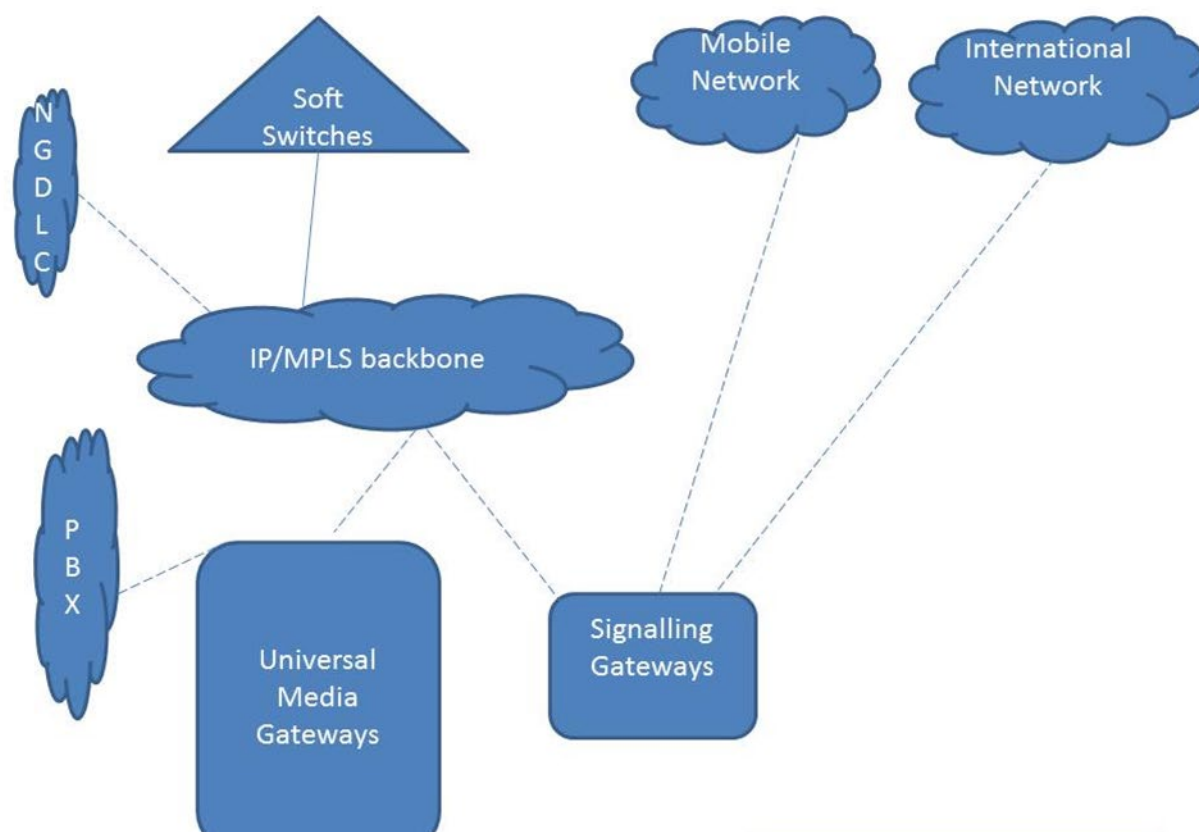 Soft
Switches
Mobile
Network
International
Network
N
G
D
L
C
IP/MPLS backbone
P
B
X
Universal
Media
Gateways
Signalling
Gateways